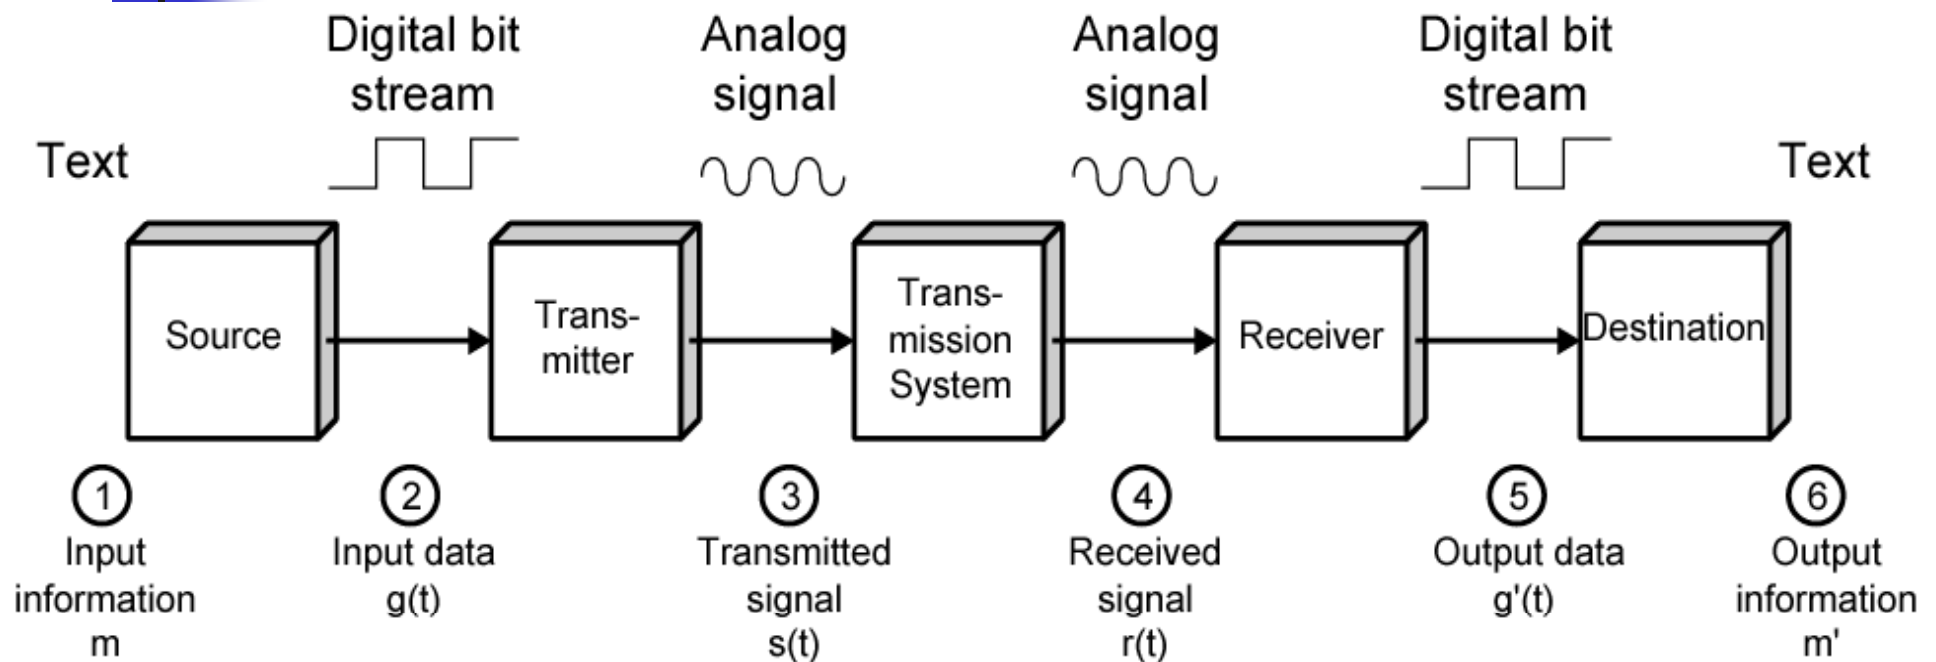 Digital bit
stream
Analog
signal
Analog
signal
Digital bit
stream
Text
Text
Source
Trans-
mitter
Trans-
mission
System
Receiver
Destination
1
Input
information
m
2
Input data
g(t)
3
Transmitted
signal
s(t)
4
Received
signal
r(t)
5
Output data
g'(t)
6
Output
information
m'